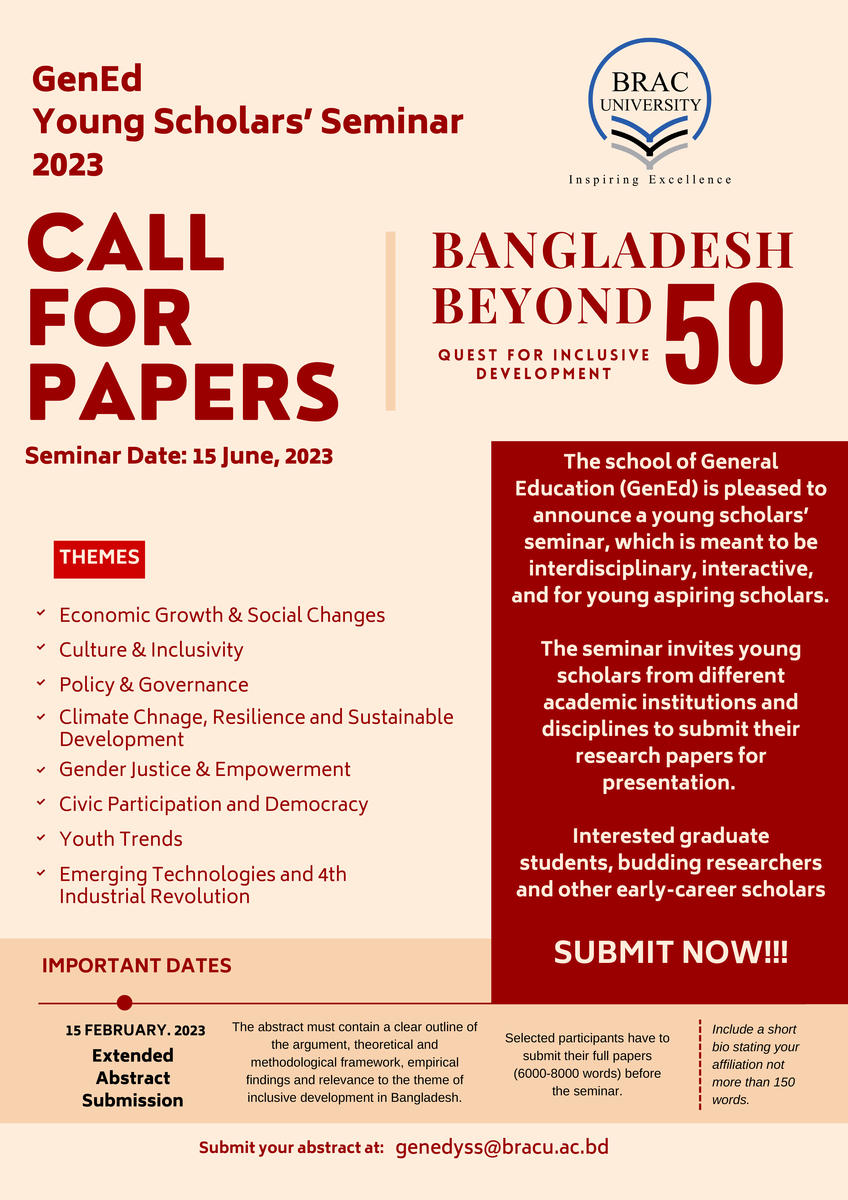 GenEd
Young Scholars’ Seminar
2023
BRAC
UNIVERSITY
Inspiring Excellence
CALL
FOR
PAPERS
BANGLADESH
BEYOND 50
QUEST FOR INCLUSIVE
DEVELOPMENT
Seminar Date: 15 June, 2023
The school of General
Education (GenEd) is pleased to
announce a young scholars’
seminar, which is meant to be
interdisciplinary, interactive,
and for young aspiring scholars.
The seminar invites young
scholars from different
academic institutions and
disciplines to submit their
research papers for
presentation.
Interested graduate
students, budding researchers
and other early-career scholars
SUBMIT NOW!!!
THEMES
Economic Growth & Social Changes
Culture & Inclusivity
Policy & Governance
Climate Chnage, Resilience and Sustainable
Development
Gender Justice & Empowerment
Civic Participation and Democracy
Youth Trends
Emerging Technologies and 4th
Industrial Revolution
IMPORTANT DATES
15 FEBRUARY. 2023
Extended
Abstract
Submission
The abstract must contain a clear outline of
the argument, theoretical and
methodological framework, empirical
findings and relevance to the theme of
inclusive development in Bangladesh.
Selected participants have to
submit their full papers
(6000-8000 words) before
the seminar.
Include a short
bio stating your
affiliation not
more than 150
words.
Submit your abstract at: genedyss@bracu.ac.bd